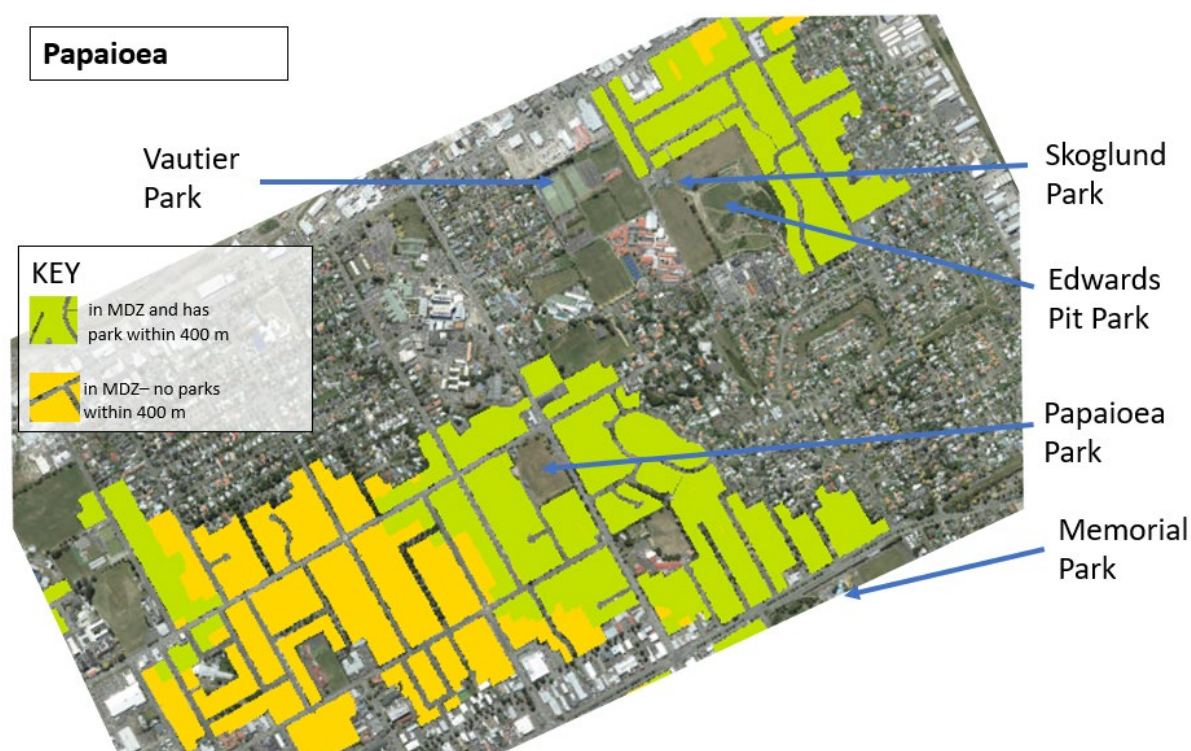 Papaioea
Vautier
Park
Skoglund
Park
KEY
in MDZ and has
park within 400 m
in MDZ– no parks
within 400 m
Edwards
Pit Park
Papaioea
Park
Memorial
Park